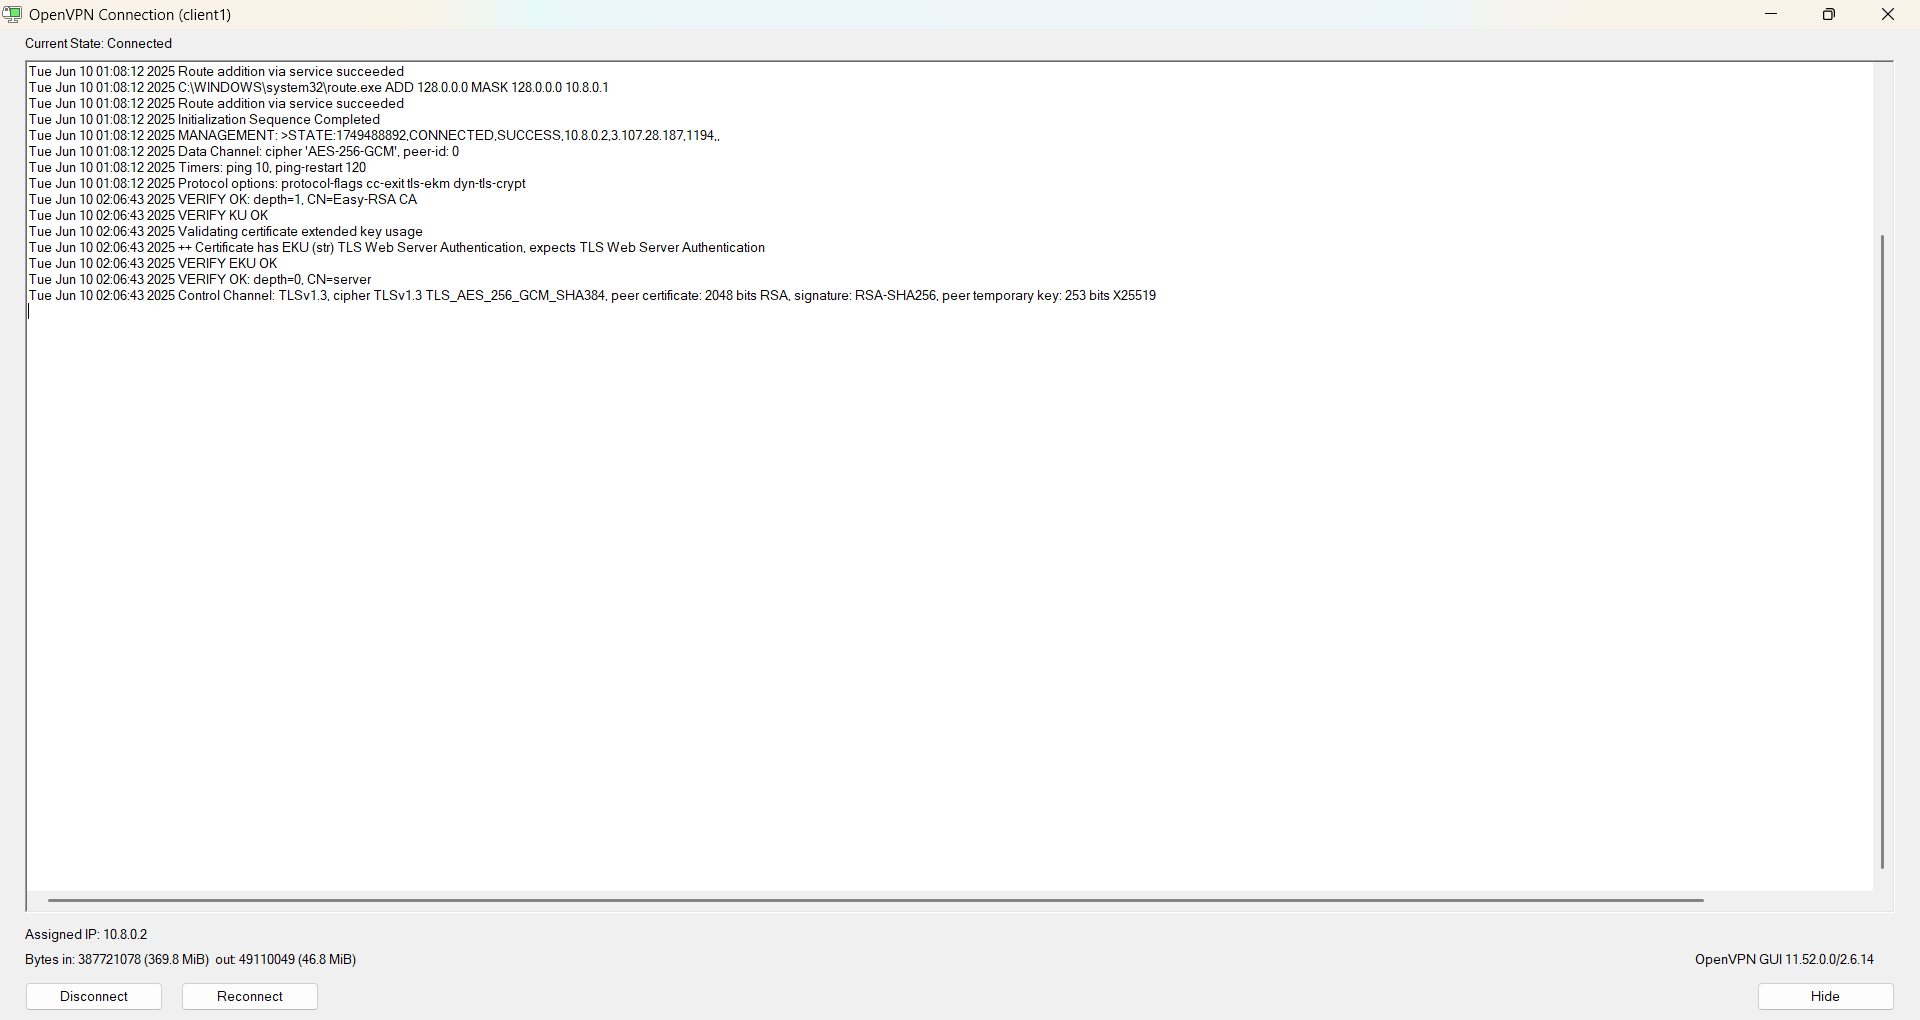 OpenVPN Connection (client1)
Current State: Connected
Tue Jun 10 01:08:12 2025 Route addition via service succeeded
Tue Jun 10 01:08:12 2025 C:\WINDOWS\system32\route.exe ADD 128.0.0.0 MASK 128.0.0.0 10.8.0.1
Tue Jun 10 01:08:12 2025 Route addition via service succeeded
Tue Jun 10 01:08:12 2025 Initialization Sequence Completed
Tue Jun 10 01:08:12 2025 MANAGEMENT: >STATE:1749488892,CONNECTED,SUCCESS,10.8.0.2,3.107.28.187,1194,,
Tue Jun 10 01:08:12 2025 Data Channel: cipher 'AES-256-GCM', peer-id: 0
Tue Jun 10 01:08:12 2025 Timers: ping 10, ping-restart 120
Tue Jun 10 01:08:12 2025 Protocol options: protocol-flags cc-exit tls-ekm dyn-tls-crypt
Tue Jun 10 02:06:43 2025 VERIFY OK: depth=1, CN=Easy-RSA CA
Tue Jun 10 02:06:43 2025 VERIFY KU OK
Tue Jun 10 02:06:43 2025 Validating certificate extended key usage
Tue Jun 10 02:06:43 2025 ++ Certificate has EKU (str) TLS Web Server Authentication, expects TLS Web Server Authentication
Tue Jun 10 02:06:43 2025 VERIFY EKU OK
Tue Jun 10 02:06:43 2025 VERIFY OK: depth=0, CN=server
Tue Jun 10 02:06:43 2025 Control Channel: TLSv1.3, cipher TLSv1.3 TLS_AES_256_GCM_SHA384, peer certificate: 2048 bits RSA, signature: RSA-SHA256, peer temporary key: 253 bits X25519
Assigned IP: 10.8.0.2
Bytes in: 387721078 (369.8 MiB)  out: 49110049 (46.8 MiB)
OpenVPN GUI 11.52.0.0/2.6.14
Disconnect
Reconnect
Hide